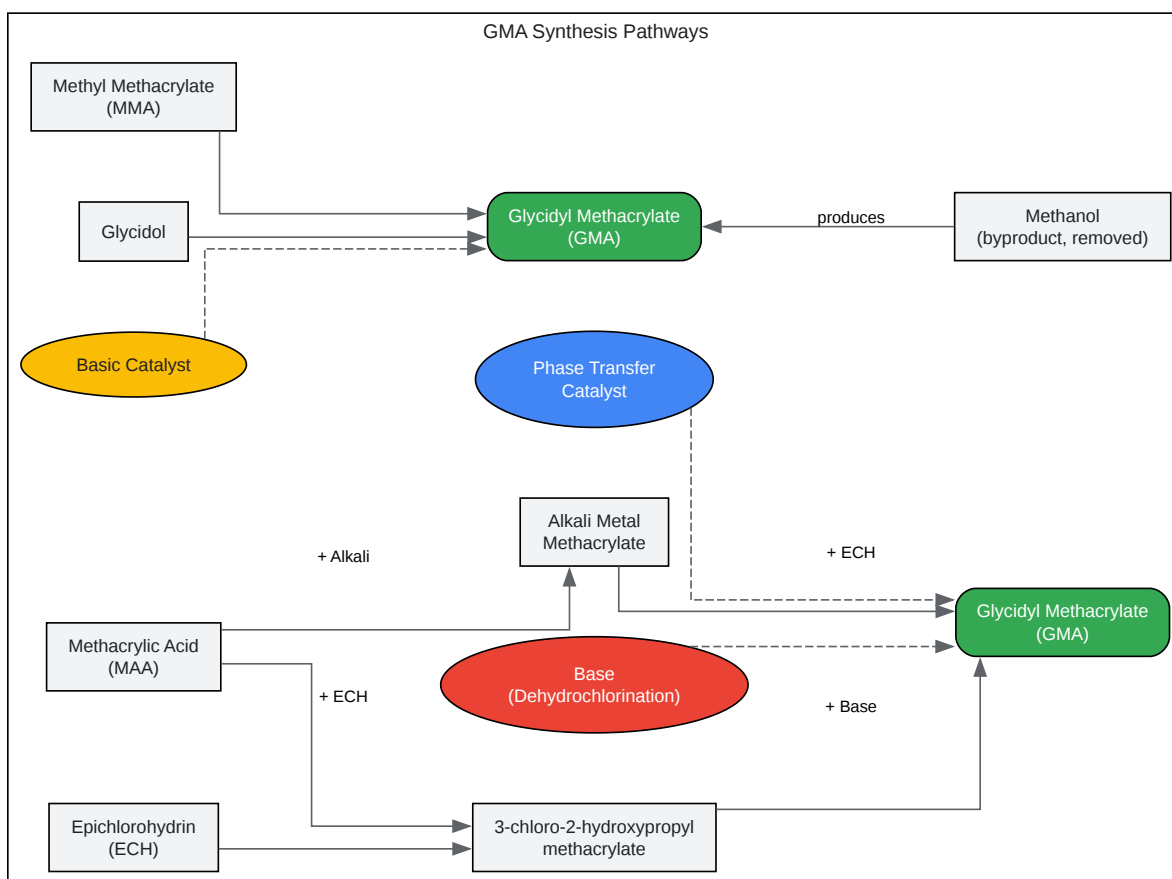 GMA Synthesis Pathways
Methyl Methacrylate
(MMA)
Glycidol
Glycidyl Methacrylate
(GMA)
produces
Methanol
(byproduct, removed)
Basic Catalyst
Phase Transfer
Catalyst
Alkali Metal
Methacrylate
+ Alkali
+ ECH
Glycidyl Methacrylate
(GMA)
Methacrylic Acid
(MAA)
Base
(Dehydrochlorination)
+ ECH
+ Base
Epichlorohydrin
(ECH)
3-chloro-2-hydroxypropyl
methacrylate